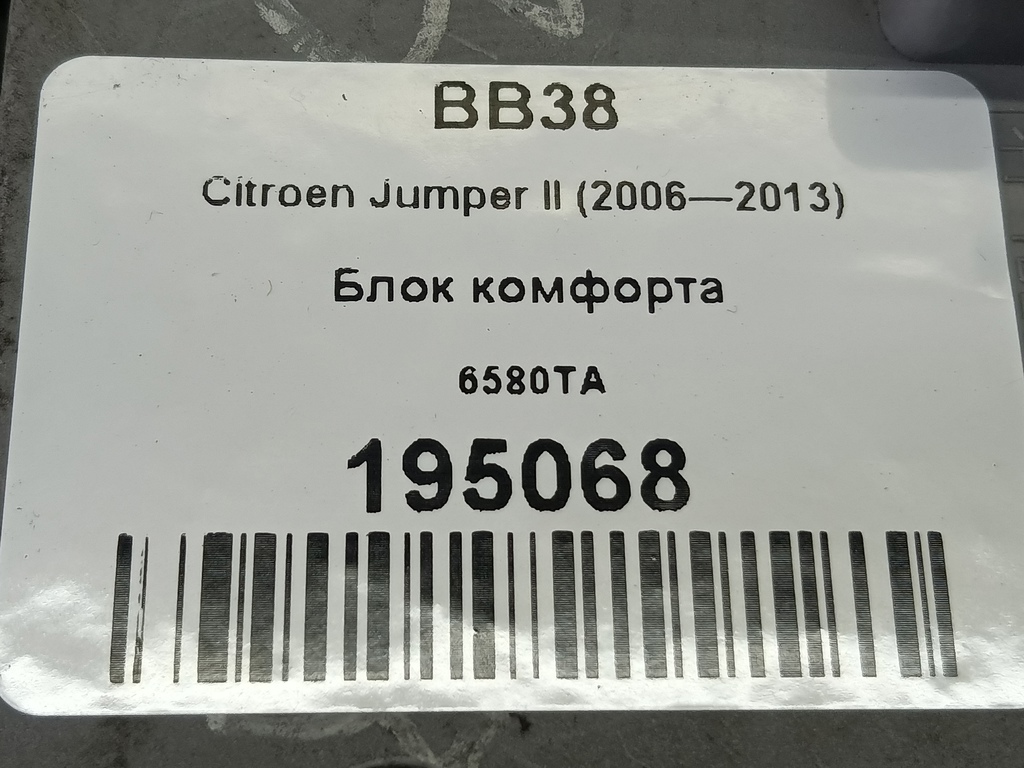 BB38
Citroen Jumper II (2006—2013)
Блок комфорта
6580TA
195068